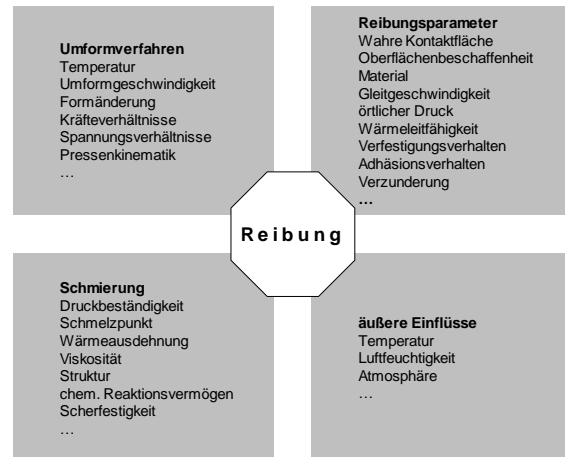 Umformverfahren
Temperatur
Umformgeschwindigkeit
Formänderung
Kräfteverhältnisse
Spannungsverhältnisse
Pressenkinematik
…
Reibungsparameter
Wahre Kontaktfläche
Oberflächenbeschaffenheit
Material
Gleitgeschwindigkeit
örtlicher Druck
Wärmeleitfähigkeit
Verfestigungsverhalten
Adhäsionsverhalten
Verzunderung
…
Reibung
Schmierung
Druckbeständigkeit
Schmelzpunkt
Wärmeausdehnung
Viskosität
Struktur
chem. Reaktionsvermögen
Scherfestigkeit
…
äußere Einflüsse
Temperatur
Luftfeuchtigkeit
Atmosphäre
…